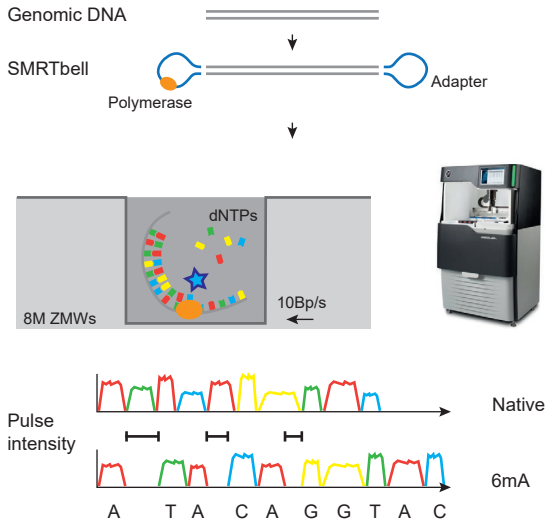 Genomic DNA
SMRTbell
Adapter
Polymerase
dNTPs
8M ZMWs
10Bp/s
Native
Pulse
intensity
6mA
A T A C A G G T A C